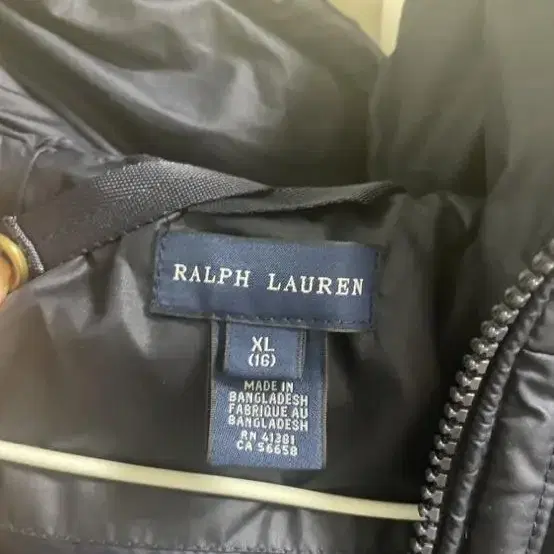 RALPH LAUREN
XL
(16)
MADE IN
BANGLADESH
FABRIQUE AU
BANGLADESH
RN 41381
CA 56658